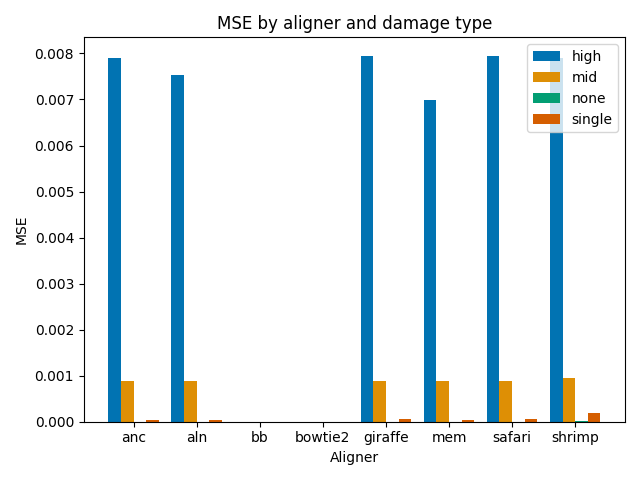 MSE by aligner and damage type
high
mid
none
single
MSE
0.008
0.007
0.006
0.005
0.004
0.003
0.002
0.001
0.000
anc aln bb bowtie2 giraffe mem safari shrimp
Aligner